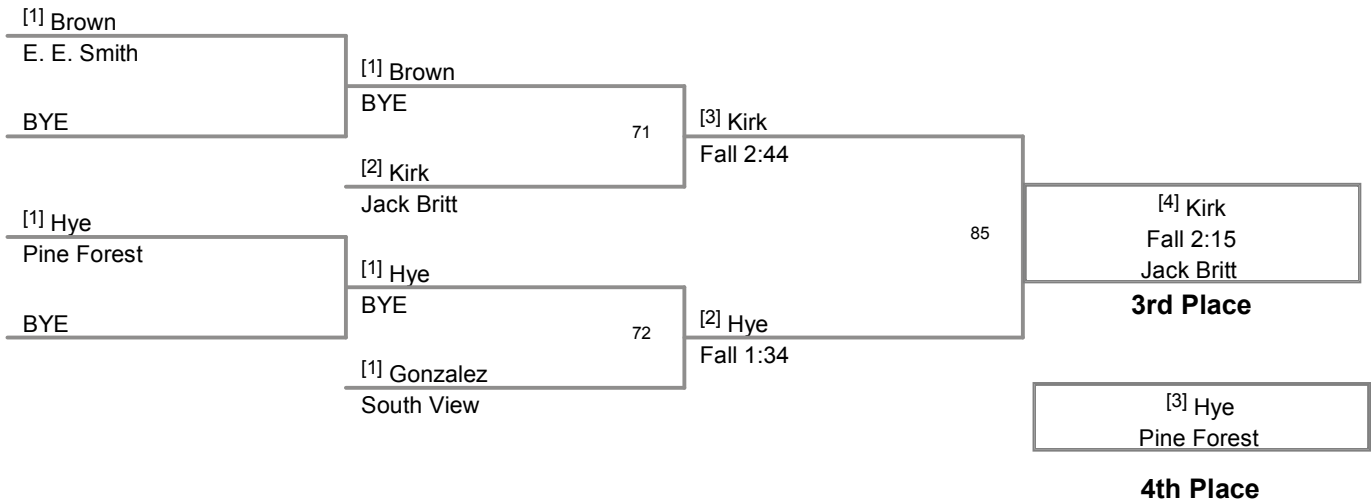 [1] Brown
E. E. Smith
BYE
[1] Hye
Pine Forest
BYE
[1] Brown
BYE
71
[2] Kirk
Jack Britt
[1] Hye
BYE
72
[1] Gonzalez
South View
[3] Kirk
Fall 2:44
85
[2] Hye
Fall 1:34
[4] Kirk
Fall 2:15
Jack Britt
3rd Place
[3] Hye
Pine Forest
4th Place